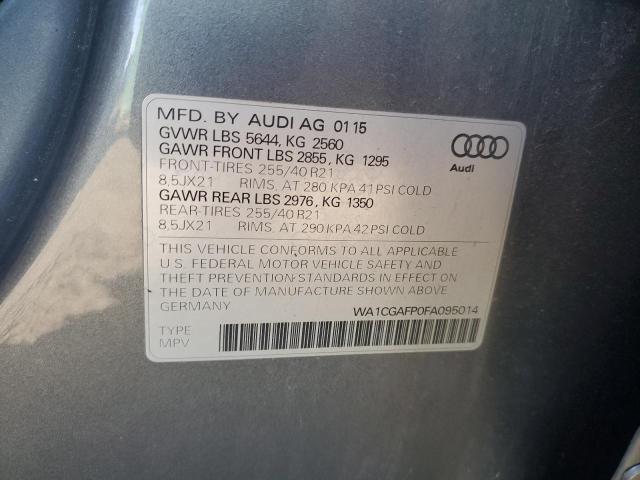 MFD. BY AUDI AG 01 15
GVWR LBS 5644, KG 2560
GAWR FRONT LBS 2855, KG 1295
FRONT-TIRES 255/40 R21
8,5JX21 RIMS. AT 280 KPA 41 PSI COLD
GAWR REAR LBS 2976, KG 1350
REAR-TIRES 255/40 R21
8,5JX21 RIMS. AT 290 KPA 42 PSI COLD
Audi
THIS VEHICLE CONFORMS TO ALL APPLICABLE
U.S. FEDERAL MOTOR VEHICLE SAFETY AND
THEFT PREVENTION STANDARDS IN EFFECT ON
THE DATE OF MANUFACTURE SHOWN ABOVE
GERMANY
WA1CGAFP0FA095014
TYPE
MPV